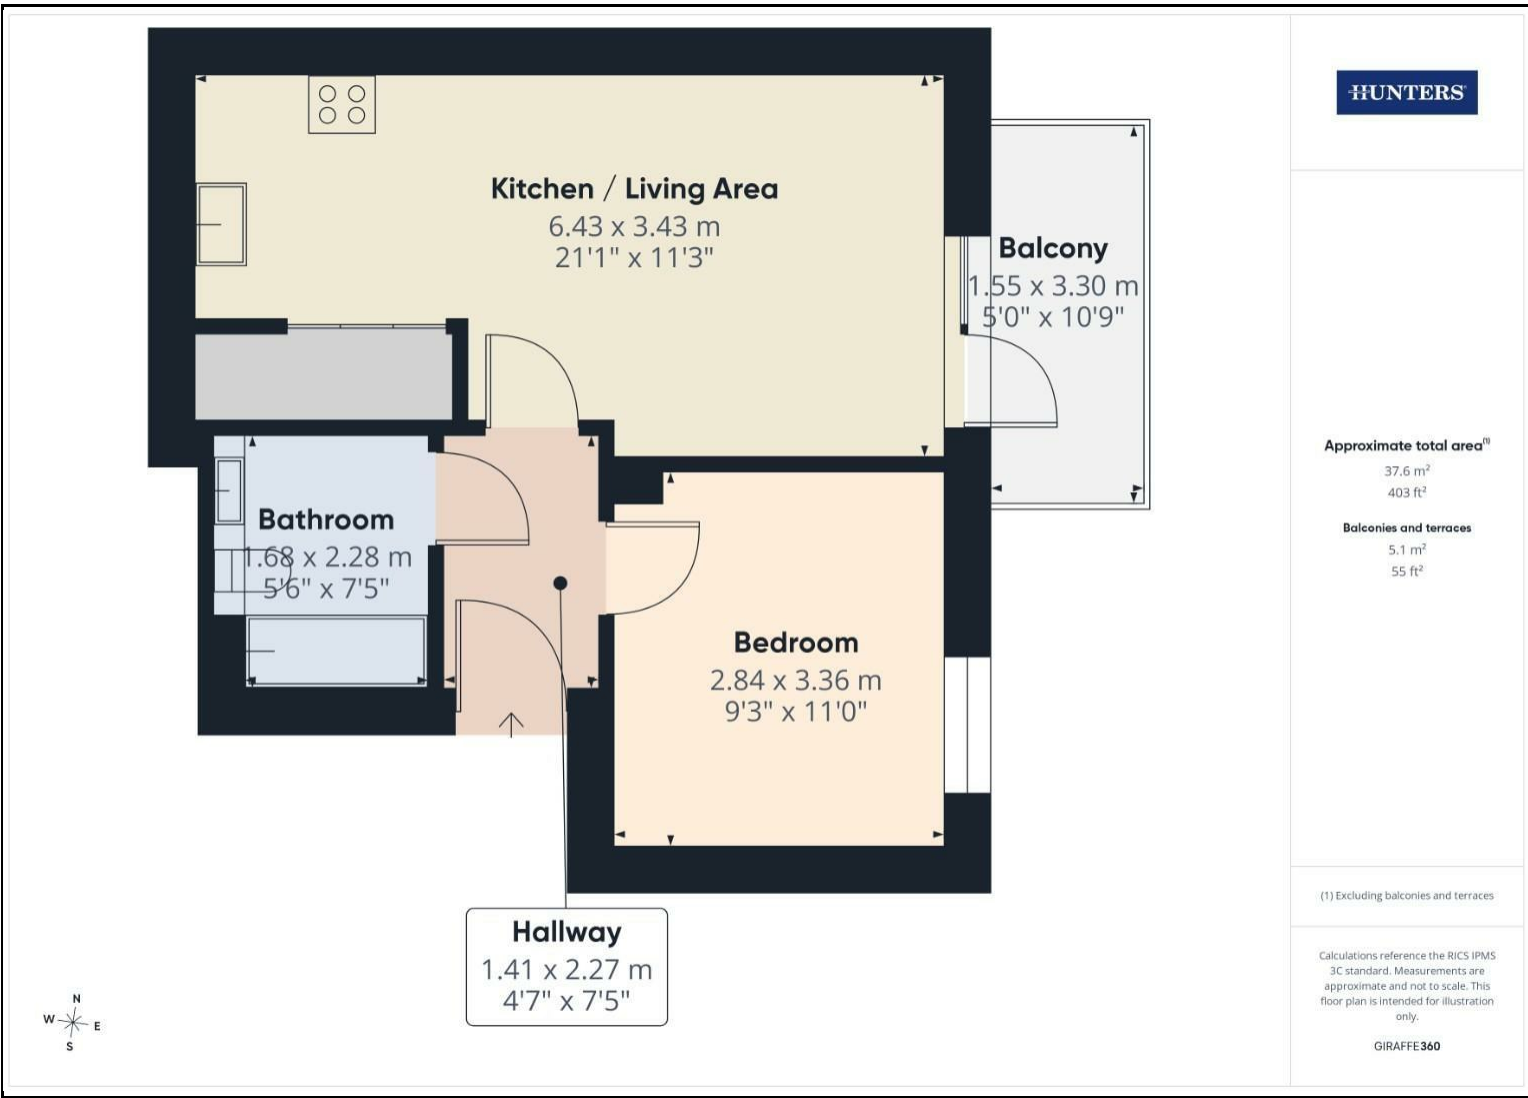 Kitchen / Living Area
6.43 x 3.43 m
21'1" x 11'3"
Balcony
1.55 x 3.30 m
5'0" x 10'9"
Bathroom
1.68 x 2.28 m
5'6" x 7'5"
Bedroom
2.84 x 3.36 m
9'3" x 11'0"
Hallway
1.41 x 2.27 m
4'7" x 7'5"
N
W E
S
HUNTERS
Approximate total area(1)
37.6 m²
403 ft²
Balconies and terraces
5.1 m²
55 ft²
(1) Excluding balconies and terraces
Calculations reference the RICS IPMS
3C standard. Measurements are
approximate and not to scale. This
floor plan is intended for illustration
only.
GIRAFFE360